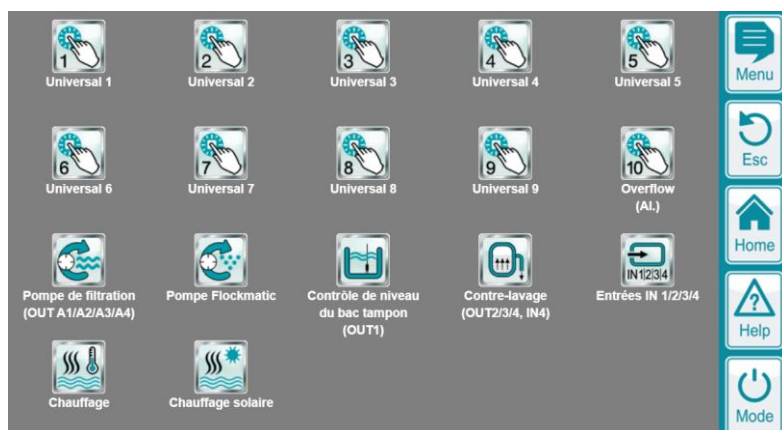 1
2
3
4
5
Universal 1
Universal 2
Universal 3
Universal 4
Universal 5
Menu
6
7
8
9
10
Universal 6
Universal 7
Universal 8
Universal 9
Overflow
(Al.)
Esc
Home
IN1|2|3|4
Pompe de filtration
(OUT A1/A2/A3/A4)
Pompe Flockmatic
Contrôle de niveau
du bac tampon
(OUT1)
Contre-lavage
(OUT2/3/4, IN4)
Entrées IN 1/2/3/4
?
Help
Chauffage
Chauffage solaire
Mode